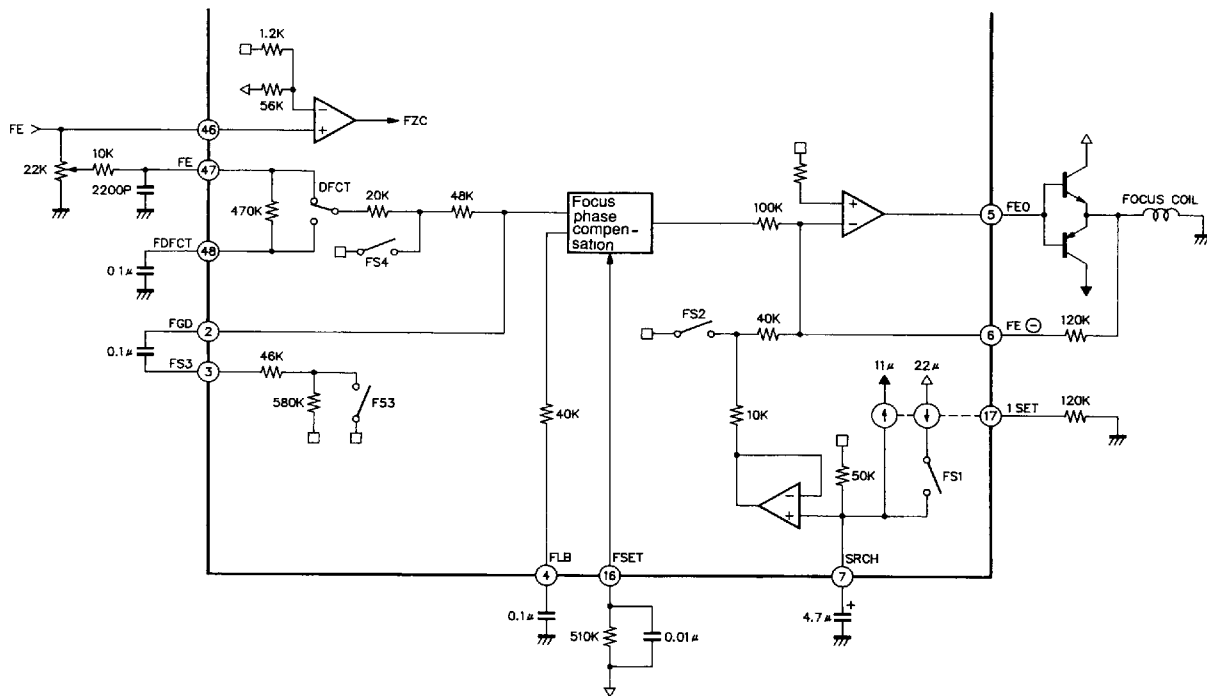 1.2K
56K
FZC
FE
46
10K
FE
47
22K
2200P
DFCT
20K
48K
470K
FS4
FDFCT
48
0.1μ
Focus
phase
compen-
sation
100K
5
FEO
FOCUS COIL
FGD
2
0.1μ
FS3
3
46K
580K
FS3
FS2
40K
6
FE ⊖
120K
11μ
22μ
17
1 SET
120K
40K
10K
50K
FS1
FLB
4
FSET
16
SRCH
7
0.1μ
510K
0.01μ
4.7μ
+